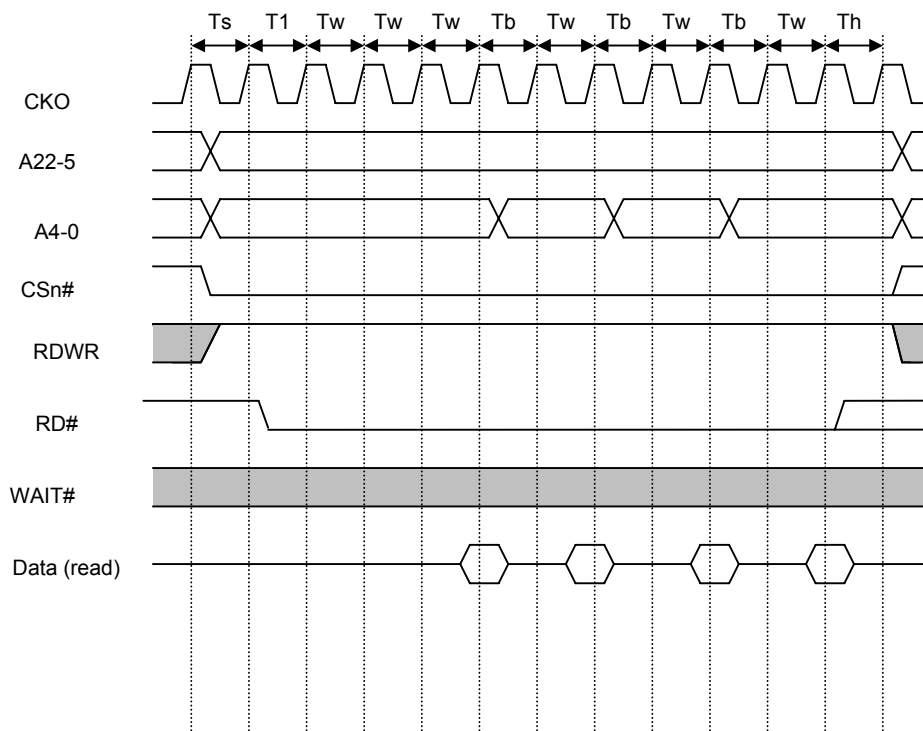 Ts T1 Tw Tw Tw Tb Tw Tb Tw Tb Tw Th
CKO
A22-5
A4-0
CSn#
RDWR
RD#
WAIT#
Data (read)